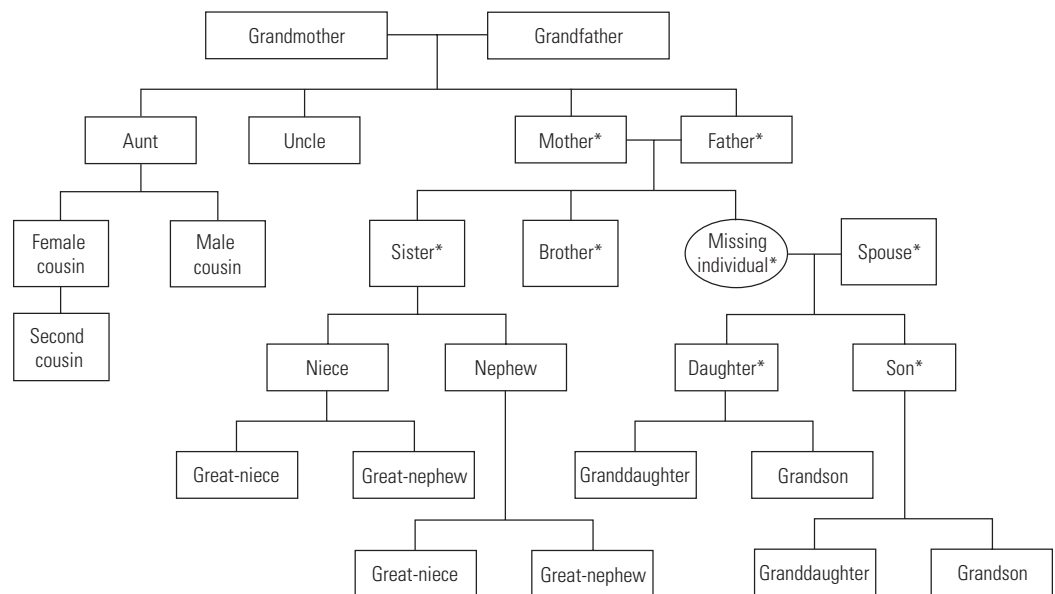 Grandmother
Grandfather
Aunt
Uncle
Mother*
Father*
Female
cousin
Male
cousin
Sister*
Brother*
Missing
individual*
Spouse*
Second
cousin
Niece
Nephew
Daughter*
Son*
Great-niece
Great-nephew
Granddaughter
Grandson
Great-niece
Great-nephew
Granddaughter
Grandson